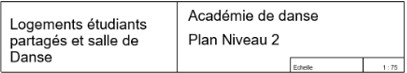 Logements étudiants
partagés et salle de
Danse
Académie de danse
Plan Niveau 2
Echelle 1 : 75